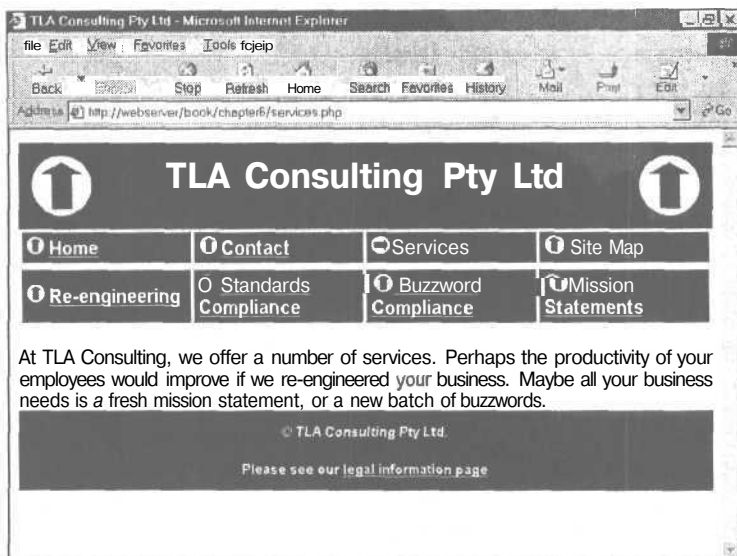 TLA Consulting Pty Ltd - Microsoft Internet Explorer
file Edit View Favorites Tools fcjeip
Back Stop Refresh Home Search Favorites History Mail Print Edit
Address http://webserver/book/chapter6/services.php Go
TLA Consulting Pty Ltd
Home Contact Services Site Map
Re-engineering Standards Compliance Buzzword Compliance Mission Statements
At TLA Consulting, we offer a number of services. Perhaps the productivity of your
employees would improve if we re-engineered your business. Maybe all your business
needs is a fresh mission statement, or a new batch of buzzwords.
© TLA Consulting Pty Ltd.
Please see our legal information page